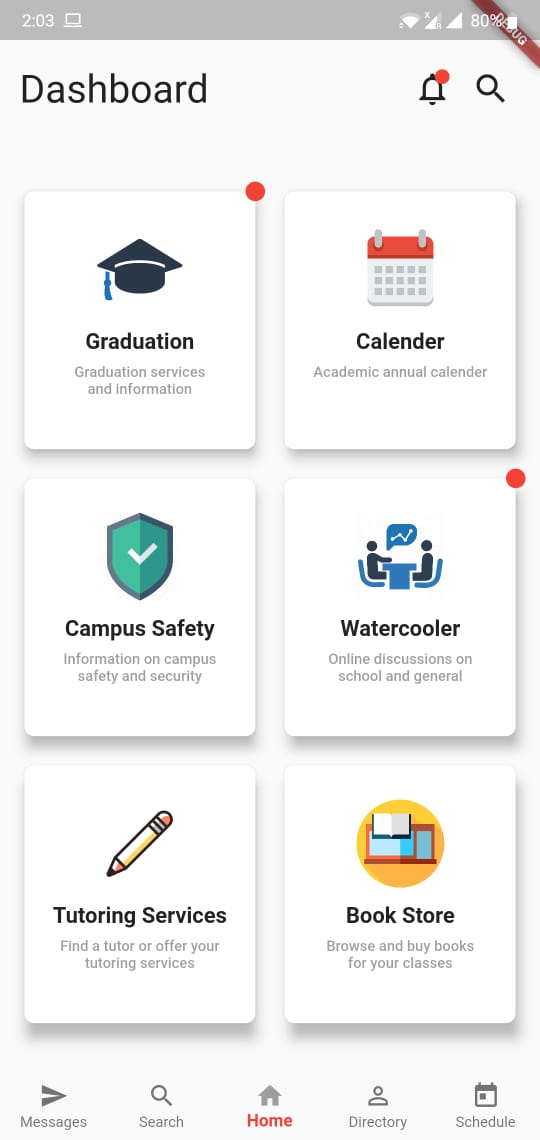 2:03
X
R
80%
DEBUG
Dashboard
Graduation
Graduation services
and information
Calender
Academic annual calender
Campus Safety
Information on campus
safety and security
Watercooler
Online discussions on
school and general
Tutoring Services
Find a tutor or offer your
tutoring services
Book Store
Browse and buy books
for your classes
Messages
Search
Home
Directory
Schedule